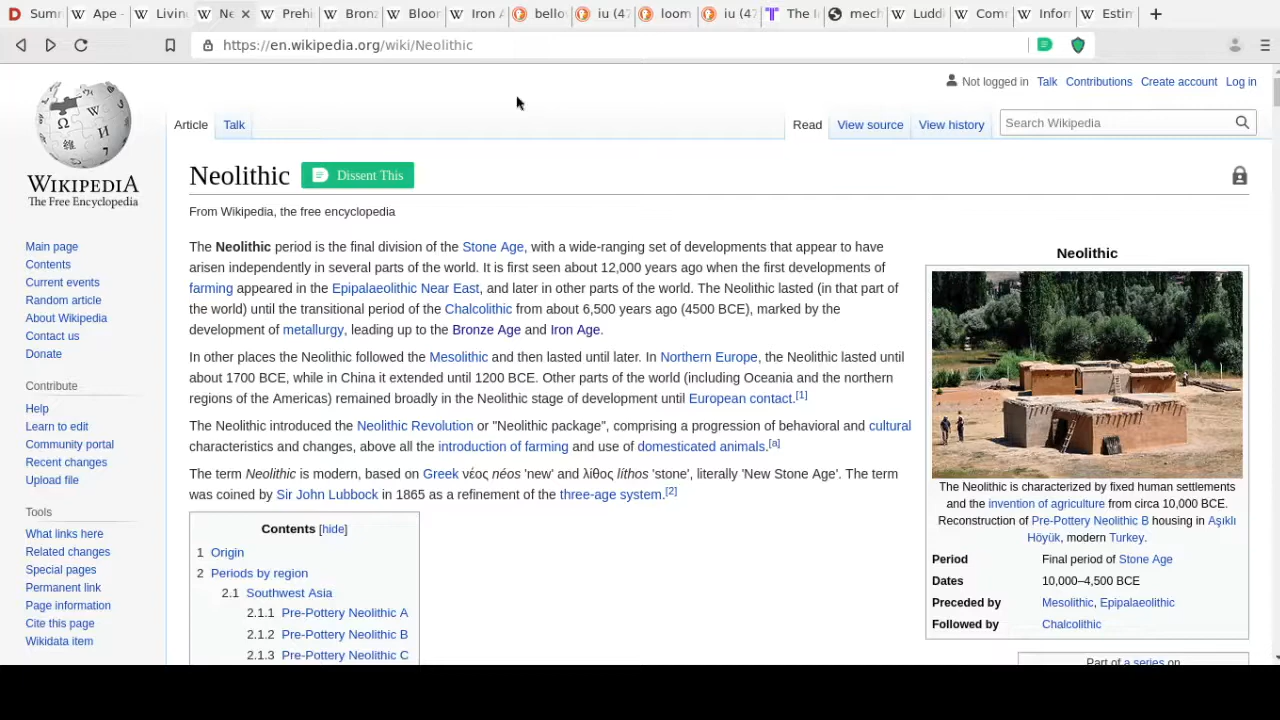 Summ
Ape -
Livin
Ne
Prehi
Bronz
Bloor
Iron A
bello
iu (47
loom
iu (47
The I
mech
Luddi
Com
Infor
Estim
https://en.wikipedia.org/wiki/Neolithic
Not logged in Talk Contributions Create account Log in
Article Talk Read View source View history Search Wikipedia
WIKIPEDIA
The Free Encyclopedia
Main page
Contents
Current events
Random article
About Wikipedia
Contact us
Donate
Contribute
Help
Learn to edit
Community portal
Recent changes
Upload file
Tools
What links here
Related changes
Special pages
Permanent link
Page information
Cite this page
Wikidata item
Neolithic Dissent This
From Wikipedia, the free encyclopedia
The Neolithic period is the final division of the Stone Age, with a wide-ranging set of developments that appear to have
arisen independently in several parts of the world. It is first seen about 12,000 years ago when the first developments of
farming appeared in the Epipalaeolithic Near East, and later in other parts of the world. The Neolithic lasted (in that part of
the world) until the transitional period of the Chalcolithic from about 6,500 years ago (4500 BCE), marked by the
development of metallurgy, leading up to the Bronze Age and Iron Age.
In other places the Neolithic followed the Mesolithic and then lasted until later. In Northern Europe, the Neolithic lasted until
about 1700 BCE, while in China it extended until 1200 BCE. Other parts of the world (including Oceania and the northern
regions of the Americas) remained broadly in the Neolithic stage of development until European contact.[1]
The Neolithic introduced the Neolithic Revolution or "Neolithic package", comprising a progression of behavioral and cultural
characteristics and changes, above all the introduction of farming and use of domesticated animals.[a]
The term Neolithic is modern, based on Greek νέος néos 'new' and λίθος líthos 'stone', literally 'New Stone Age'. The term
was coined by Sir John Lubbock in 1865 as a refinement of the three-age system.[2]
Contents [hide]
1 Origin
2 Periods by region
2.1 Southwest Asia
2.1.1 Pre-Pottery Neolithic A
2.1.2 Pre-Pottery Neolithic B
2.1.3 Pre-Pottery Neolithic C
Neolithic
The Neolithic is characterized by fixed human settlements
and the invention of agriculture from circa 10,000 BCE.
Reconstruction of Pre-Pottery Neolithic B housing in Aşıklı
Höyük, modern Turkey.
Period Final period of Stone Age
Dates 10,000–4,500 BCE
Preceded by Mesolithic, Epipalaeolithic
Followed by Chalcolithic
Part of a series on